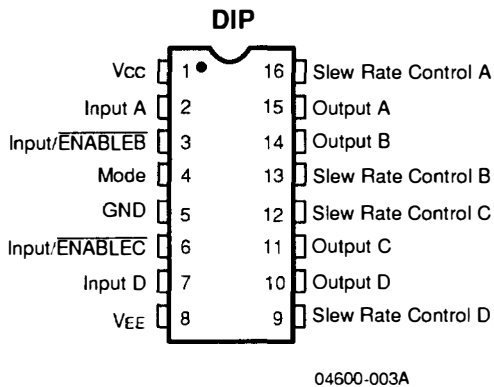 DIP
VCC 1 16 Slew Rate Control A
Input A 2 15 Output A
Input/ENABLEB 3 14 Output B
Mode 4 13 Slew Rate Control B
GND 5 12 Slew Rate Control C
Input/ENABLEC 6 11 Output C
Input D 7 10 Output D
VEE 8 9 Slew Rate Control D
04600-003A